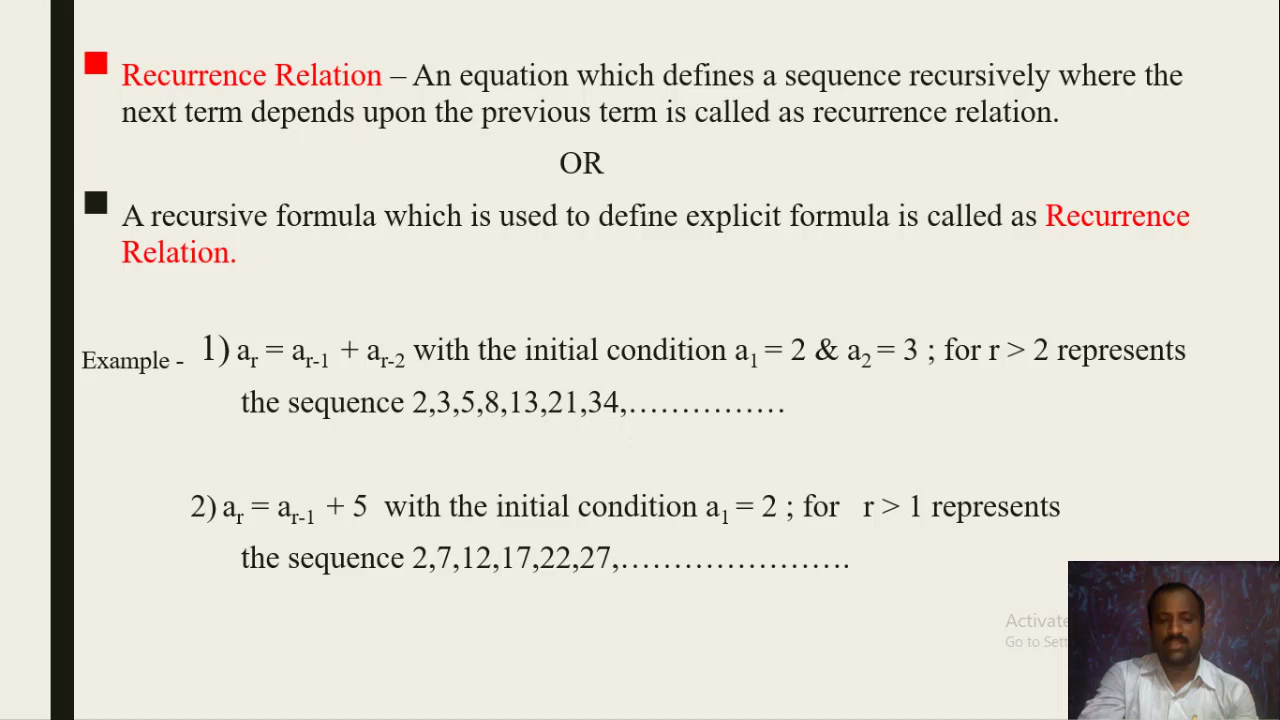 Recurrence Relation – An equation which defines a sequence recursively where the
next term depends upon the previous term is called as recurrence relation.
OR
A recursive formula which is used to define explicit formula is called as Recurrence
Relation.
Example - 1) aᵣ = aᵣ₋₁ + aᵣ₋₂ with the initial condition a₁ = 2 & a₂ = 3 ; for r > 2 represents
the sequence 2,3,5,8,13,21,34,……………
2) aᵣ = aᵣ₋₁ + 5 with the initial condition a₁ = 2 ; for r > 1 represents
the sequence 2,7,12,17,22,27,………………….
Activate
Go to Sett